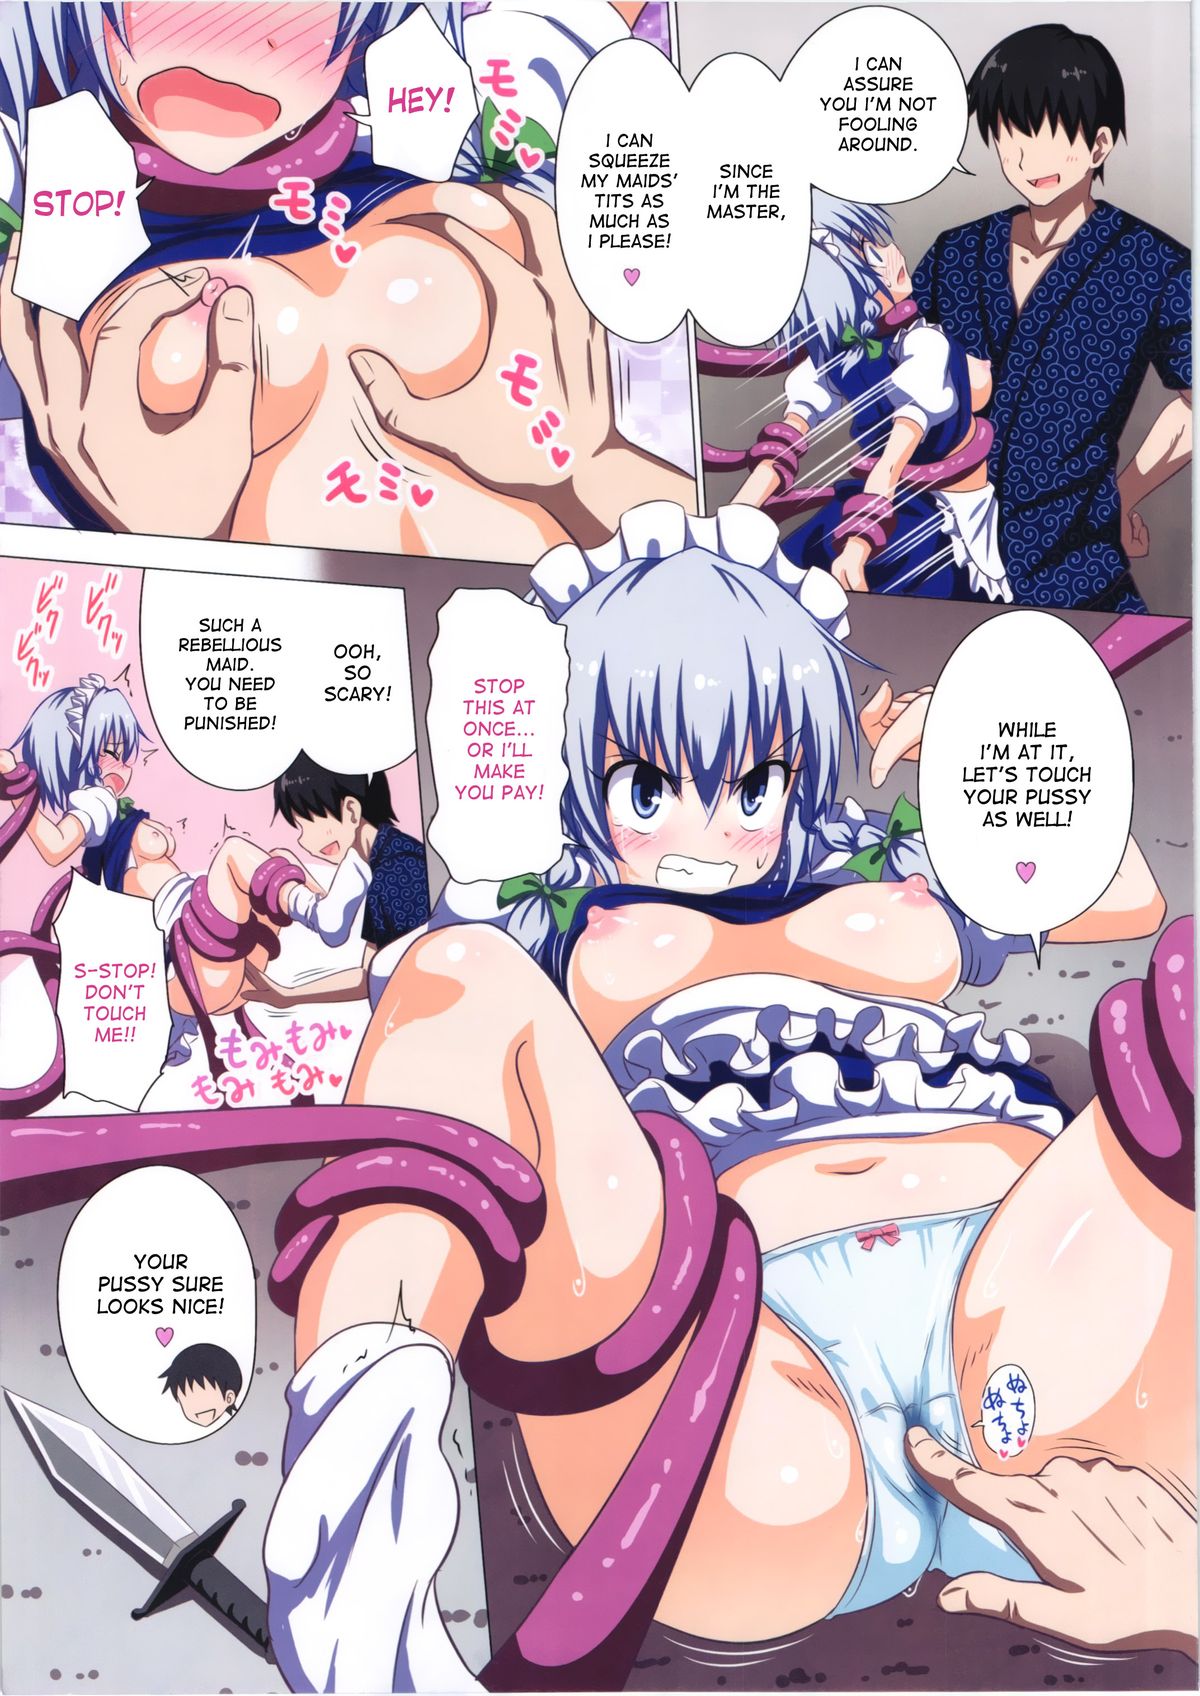 I CAN
ASSURE
YOU I'M NOT
FOOLING
AROUND.
SINCE
I'M THE
MASTER,
I CAN
SQUEEZE
MY MAIDS'
TITS AS
MUCH AS
I PLEASE!
♥
HEY!
STOP!
モミ♥
モミ♥
モミ♥
モミ♥
WHILE
I'M AT IT,
LET'S TOUCH
YOUR PUSSY
AS WELL!
♥
STOP
THIS AT
ONCE...
OR I'LL
MAKE
YOU PAY!
OOH,
SO
SCARY!
SUCH A
REBELLIOUS
MAID.
YOU NEED
TO BE
PUNISHED!
ビクッ
ビクッ
S-STOP!
DON'T
TOUCH
ME!!
もみもみ♥
もみもみ♥
YOUR
PUSSY SURE
LOOKS NICE!
♥
ぬちょ♥
ぬちょ♥